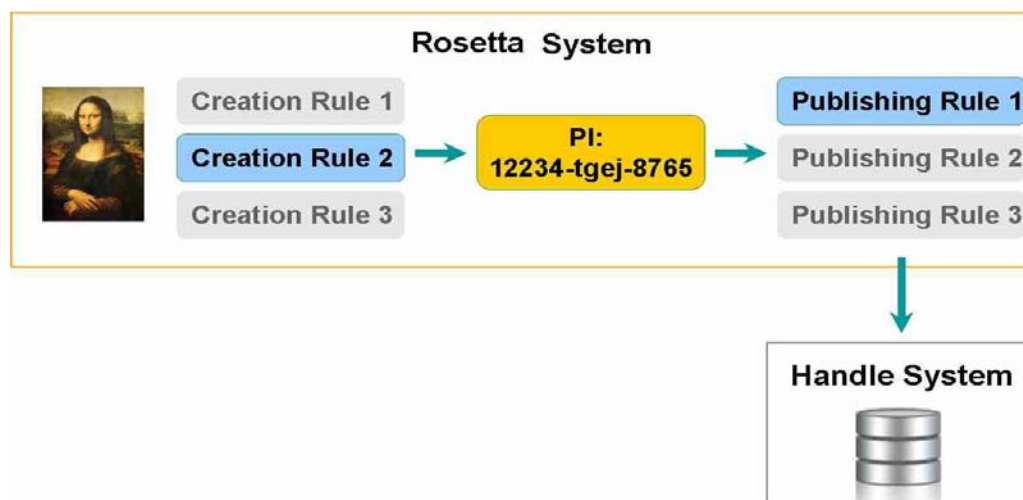 Rosetta System
Creation Rule 1
Creation Rule 2
Creation Rule 3
PI:
12234-tgej-8765
Publishing Rule 1
Publishing Rule 2
Publishing Rule 3
Handle System